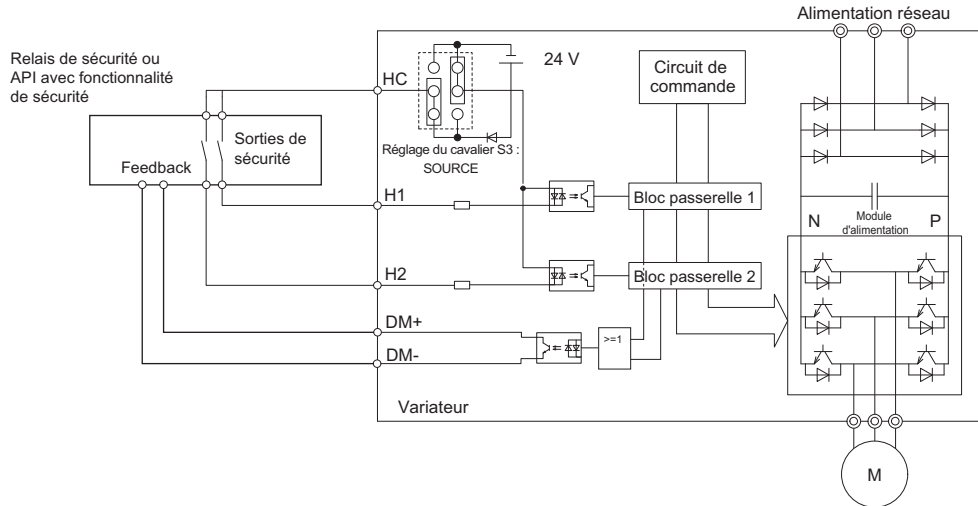 Alimentation réseau
Relais de sécurité ou
API avec fonctionnalité
de sécurité
HC
24 V
Circuit de
commande
Sorties de
sécurité
Feedback
Réglage du cavalier S3 :
SOURCE
H1
Bloc passerelle 1
N
P
Module
d'alimentation
H2
Bloc passerelle 2
DM+
>=1
DM-
Variateur
M